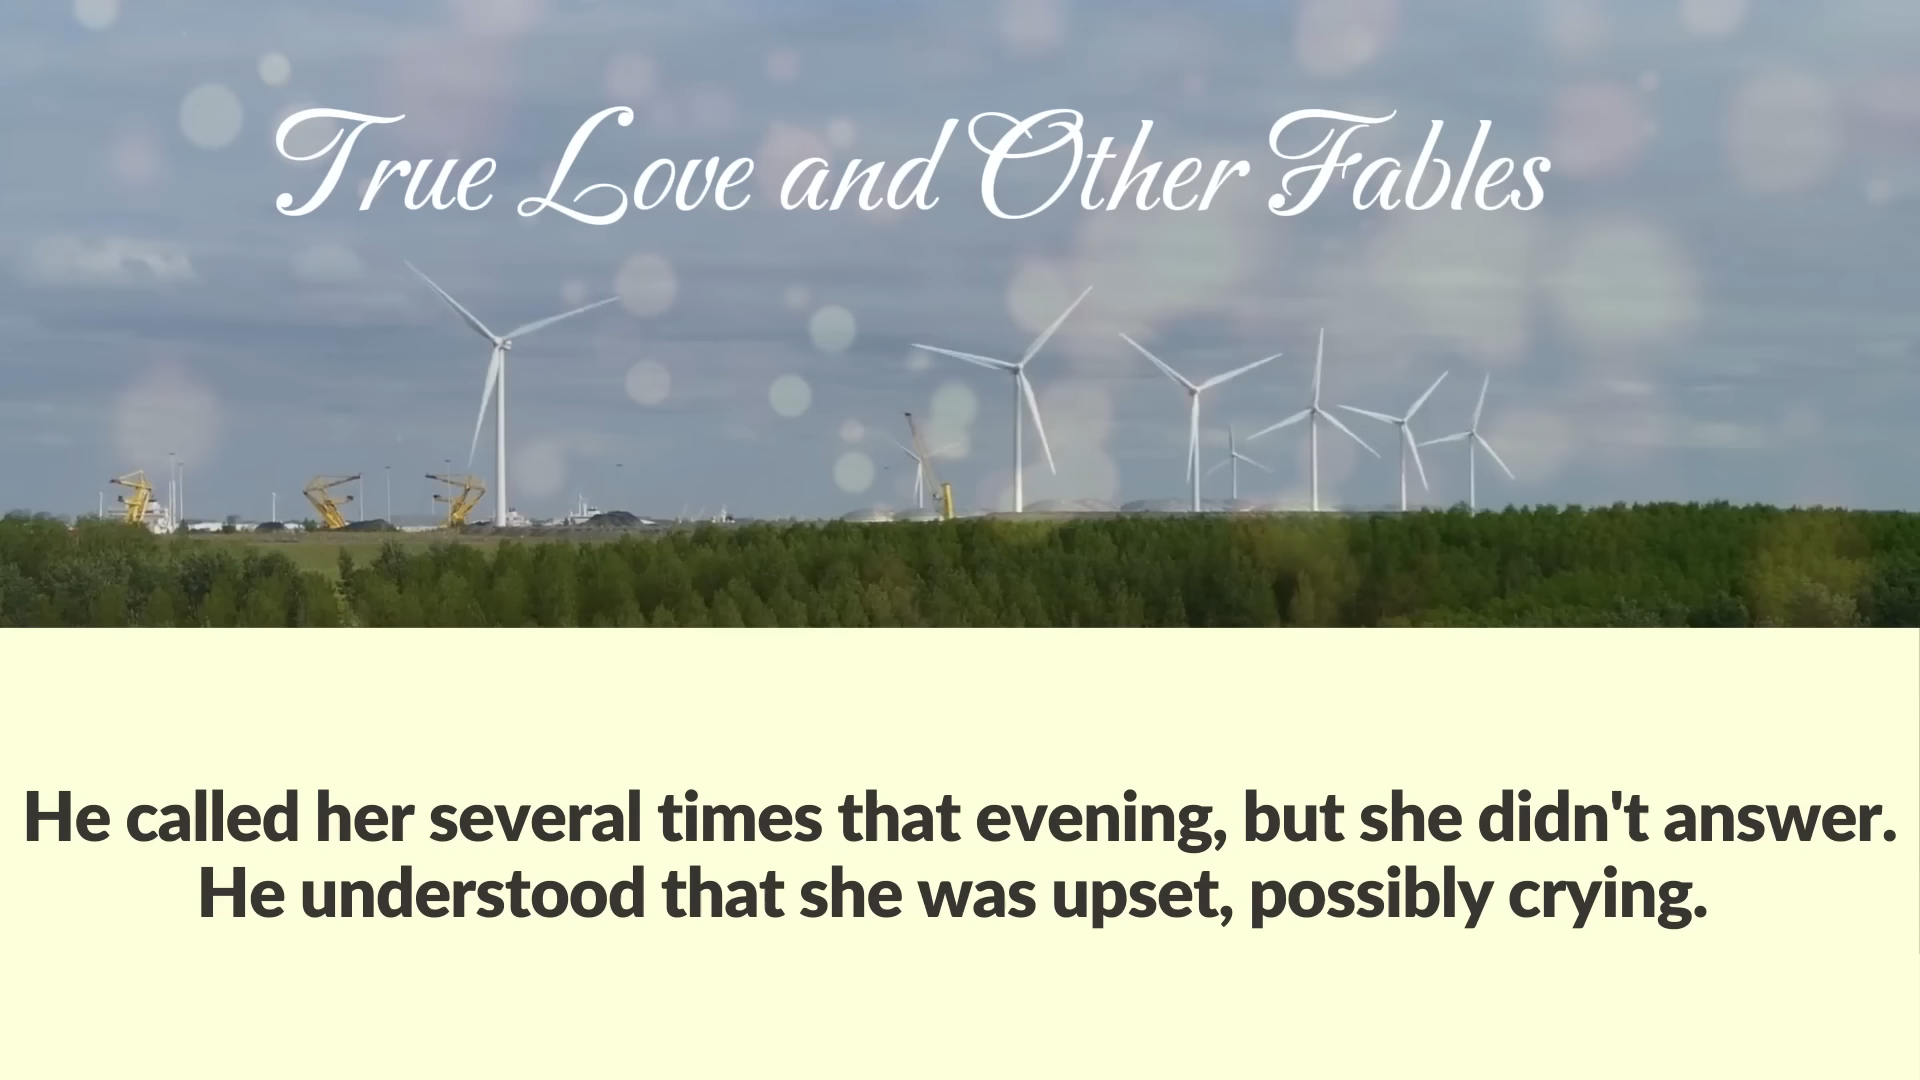 True Love and Other Fables
He called her several times that evening, but she didn't answer.
He understood that she was upset, possibly crying.